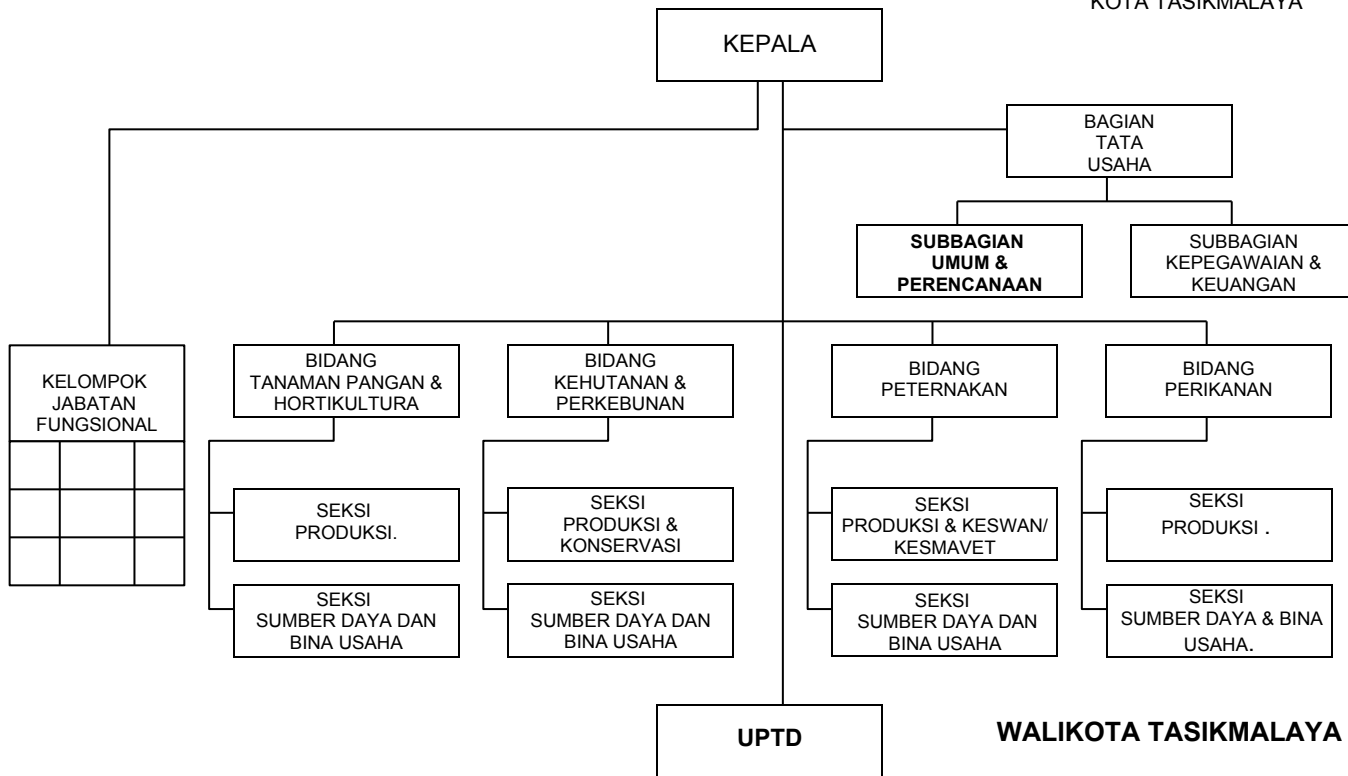 KOTA TASIKMALAYA
KEPALA
BAGIAN
TATA
USAHA
SUBBAGIAN
UMUM &
PERENCANAAN
SUBBAGIAN
KEPEGAWAIAN &
KEUANGAN
KELOMPOK
JABATAN
FUNGSIONAL
BIDANG
TANAMAN PANGAN &
HORTIKULTURA
BIDANG
KEHUTANAN &
PERKEBUNAN
BIDANG
PETERNAKAN
BIDANG
PERIKANAN
SEKSI
PRODUKSI.
SEKSI
PRODUKSI &
KONSERVASI
SEKSI
PRODUKSI & KESWAN/
KESMAVET
SEKSI
PRODUKSI .
SEKSI
SUMBER DAYA DAN
BINA USAHA
SEKSI
SUMBER DAYA DAN
BINA USAHA
SEKSI
SUMBER DAYA DAN
BINA USAHA
SEKSI
SUMBER DAYA & BINA
USAHA.
UPTD
WALIKOTA TASIKMALAYA